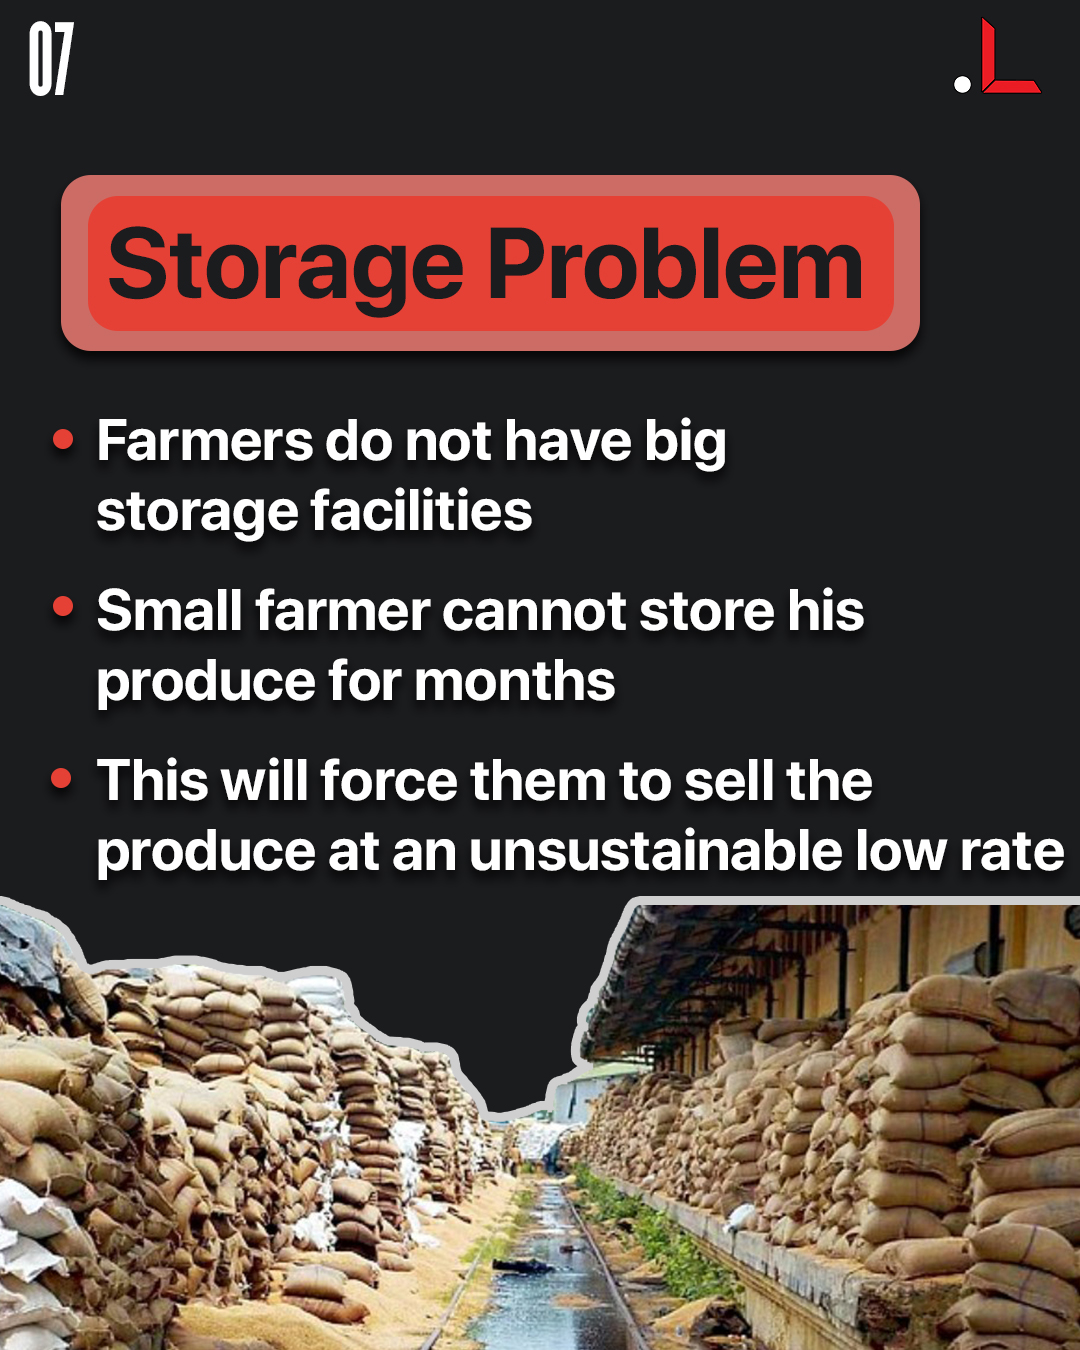 07
.L
Storage Problem
Farmers do not have big
storage facilities
Small farmer cannot store his
produce for months
This will force them to sell the
produce at an unsustainable low rate